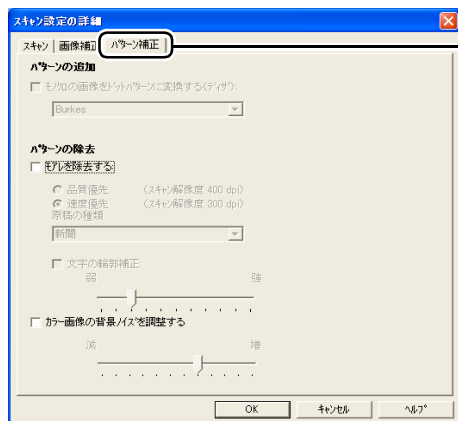 スキャン設定の詳細
スキャン 画像補正 パターン補正
パターンの追加
モノクロの画像をドットパターンに変換する(ディザ):
Burkes
パターンの除去
モアレを除去する:
品質優先 (スキャン解像度 400 dpi)
速度優先 (スキャン解像度 300 dpi)
原稿の種類
新聞
文字の輪郭補正:
弱 強
カラー画像の背景ノイズを調整する
減 増
OK キャンセル ヘルプ